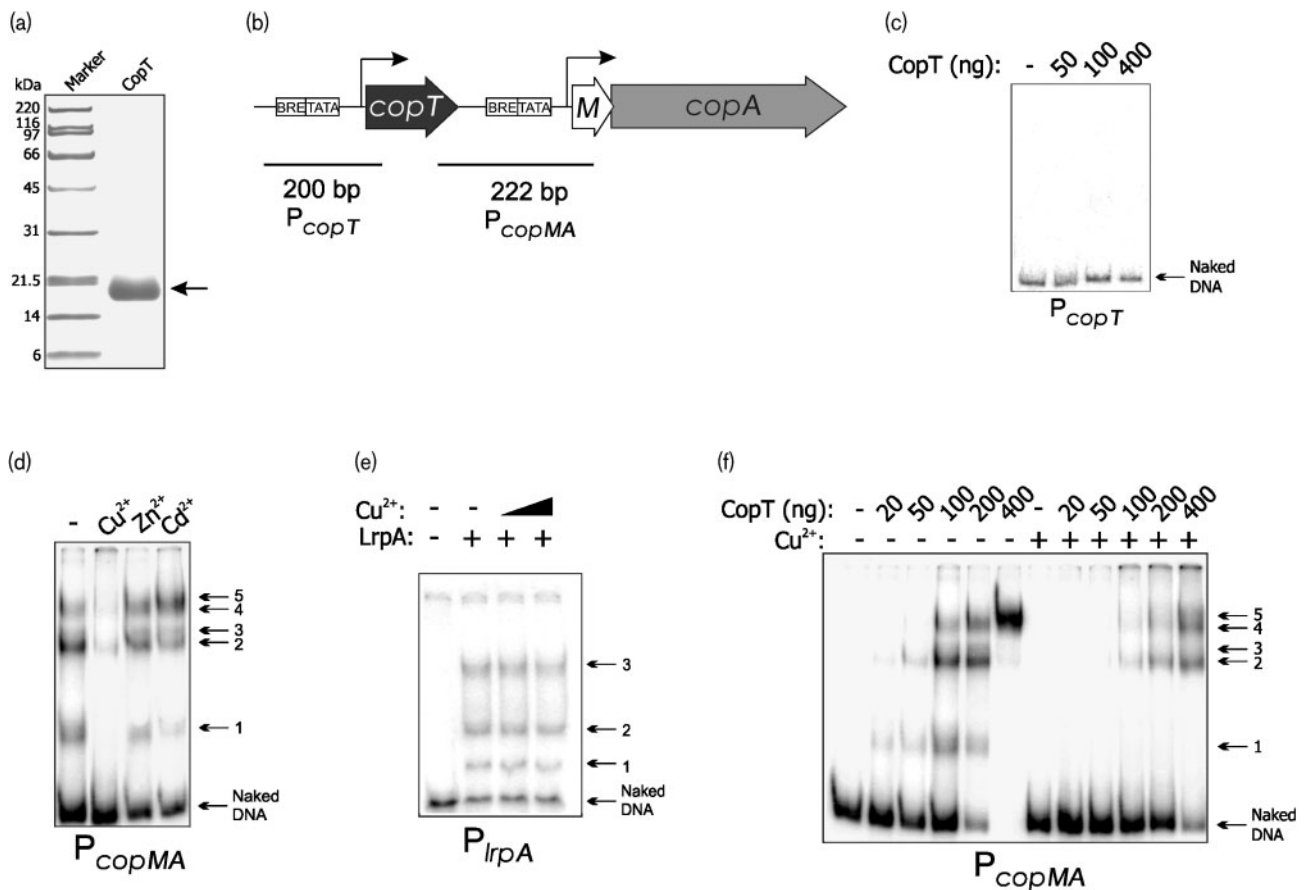 (a)
Marker CopT
kDa
220
116
97
66
45
31
21.5
14
6
(b)
BRE TATA copT BRE TATA M copA
200 bp
PcopT
222 bp
PcopMA
(c)
CopT (ng): - 50 100 400
Naked
DNA
PcopT
(d)
- Cu²⁺ Zn²⁺ Cd²⁺
5
4
3
2
1
Naked
DNA
PcopMA
(e)
Cu²⁺: - -
LrpA: - + + +
3
2
1
Naked
DNA
PlrpA
(f)
CopT (ng): - 20 50 100 200 400 - 20 50 100 200 400
Cu²⁺: - - - - - - + + + + + +
5
4
3
2
1
Naked
DNA
PcopMA